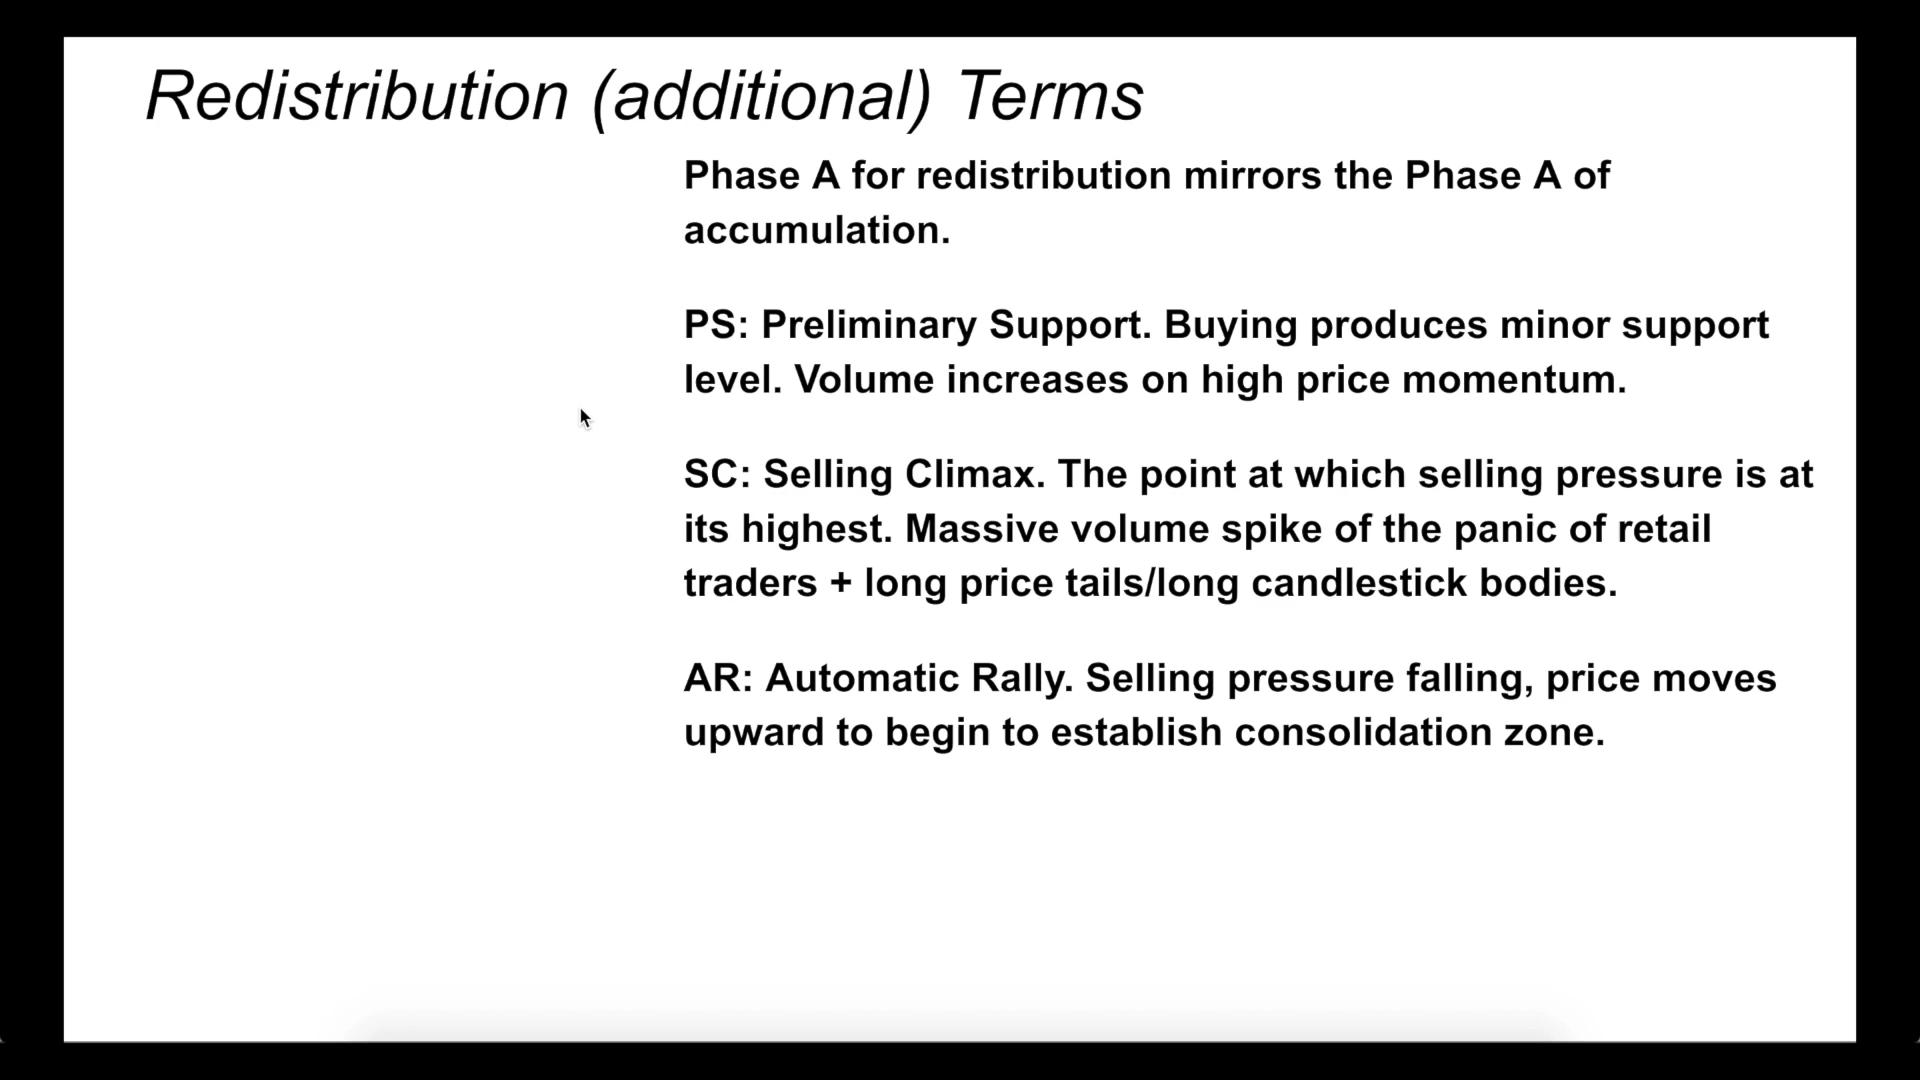 Redistribution (additional) Terms
Phase A for redistribution mirrors the Phase A of
accumulation.
PS: Preliminary Support. Buying produces minor support
level. Volume increases on high price momentum.
SC: Selling Climax. The point at which selling pressure is at
its highest. Massive volume spike of the panic of retail
traders + long price tails/long candlestick bodies.
AR: Automatic Rally. Selling pressure falling, price moves
upward to begin to establish consolidation zone.